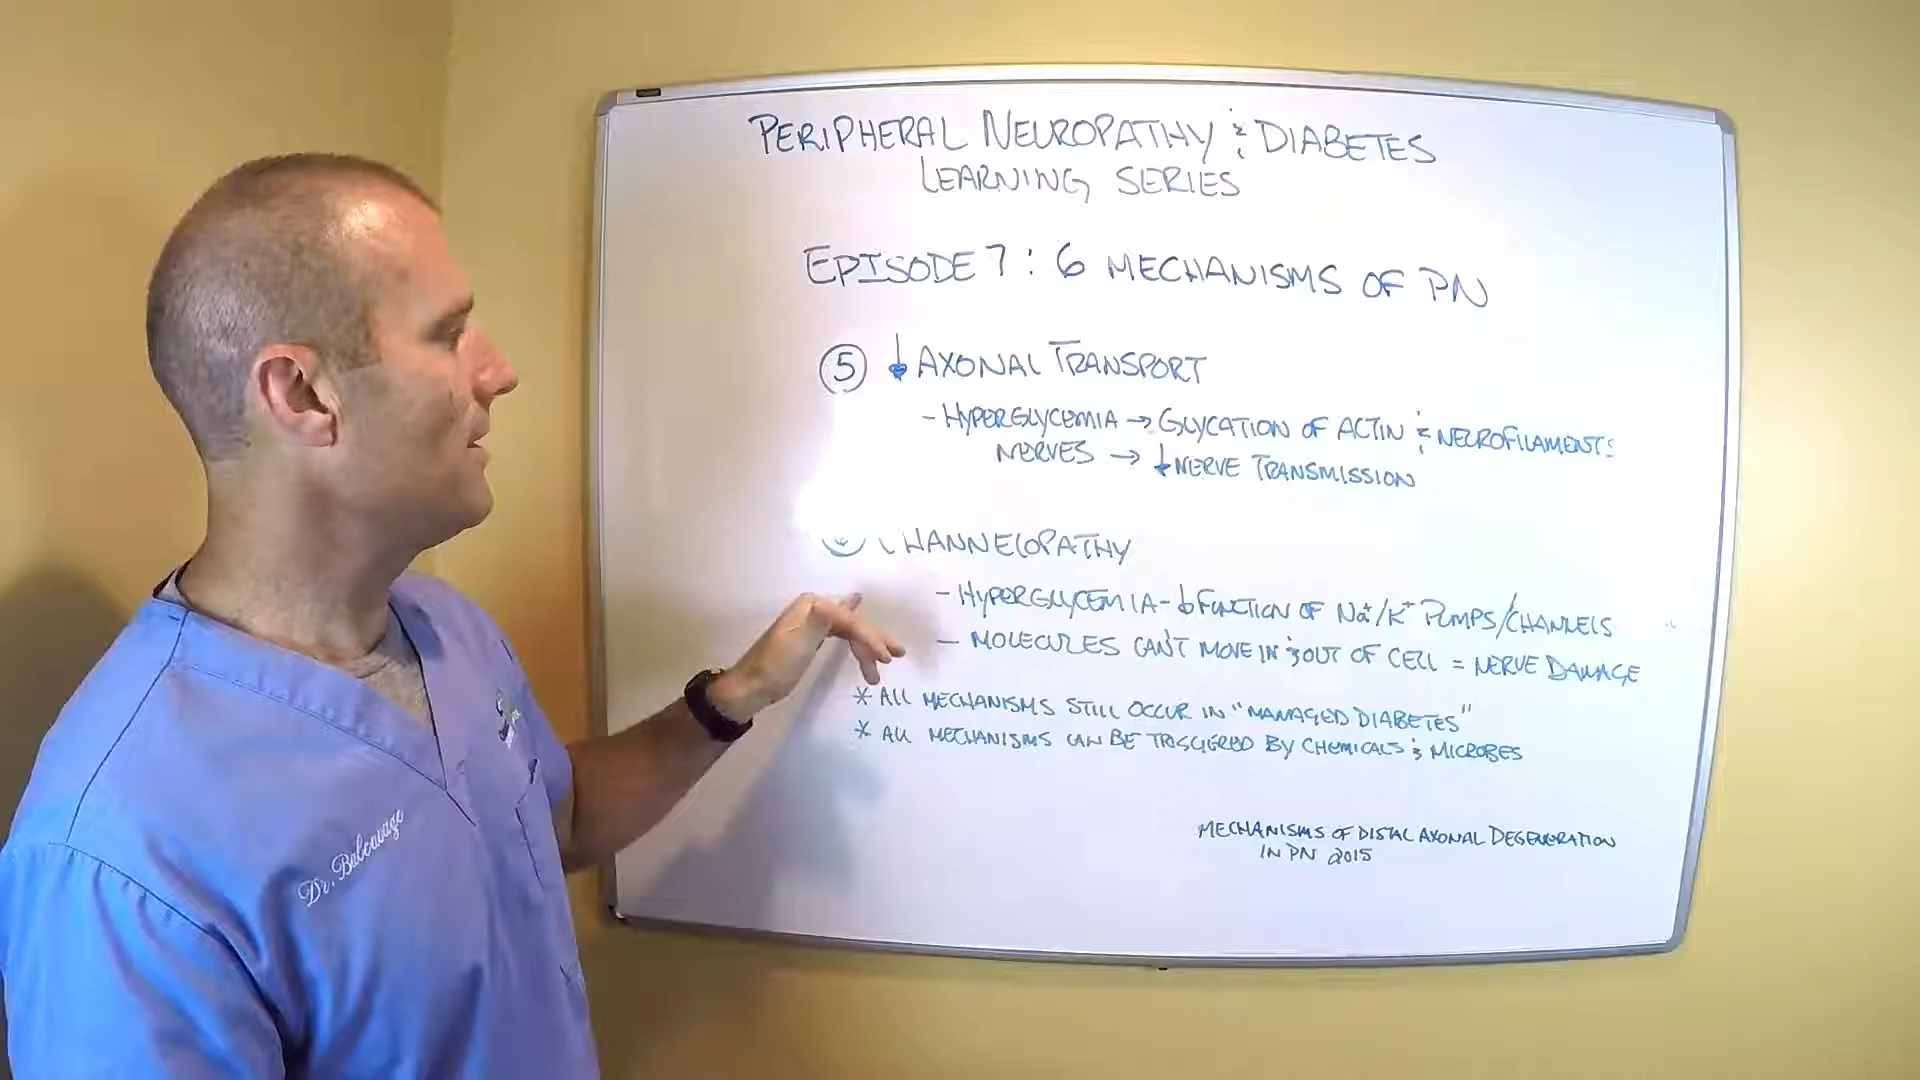 PERIPHERAL NEUROPATHY & DIABETES
LEARNING SERIES
EPISODE 7: 6 MECHANISMS OF PN
5 ↓ AXONAL TRANSPORT
- HYPERGLYCEMIA → GLYCATION OF ACTIN & NEUROFILAMENTS
NERVES → ↓ NERVE TRANSMISSION
CHANNELOPATHY
- HYPERGLYCEMIA - ↓ FUNCTION OF Na+/K+ PUMPS/CHANNELS
- MOLECULES CAN'T MOVE IN & OUT OF CELL = NERVE DAMAGE
* ALL MECHANISMS STILL OCCUR IN "MANAGED DIABETES"
* ALL MECHANISMS CAN BE TRIGGERED BY CHEMICALS & MICROBES
MECHANISMS OF DISTAL AXONAL DEGENERATION
IN PN 2015
Dr. Balcavage